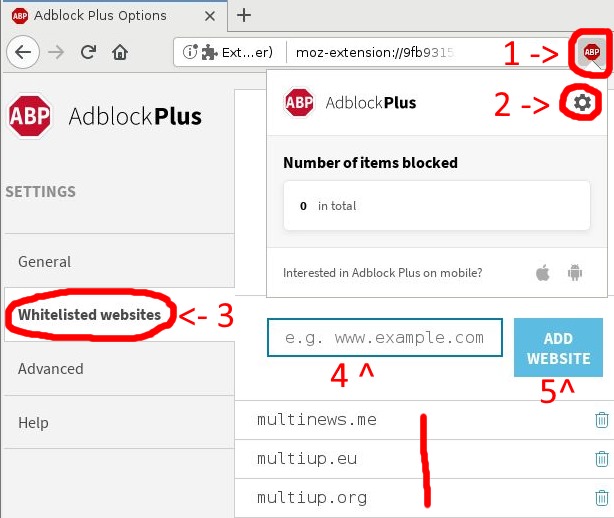 Adblock Plus Options
Ext...er)
moz-extension://9fb9315
1 ->
ABP
ABP AdblockPlus
ABP AdblockPlus
2 ->
Number of items blocked
SETTINGS
0 in total
General
Interested in Adblock Plus on mobile?
Whitelisted websites
<- 3
e.g. www.example.com
ADD
WEBSITE
4 ^
5^
Advanced
multinews.me
Help
multiup.eu
multiup.org